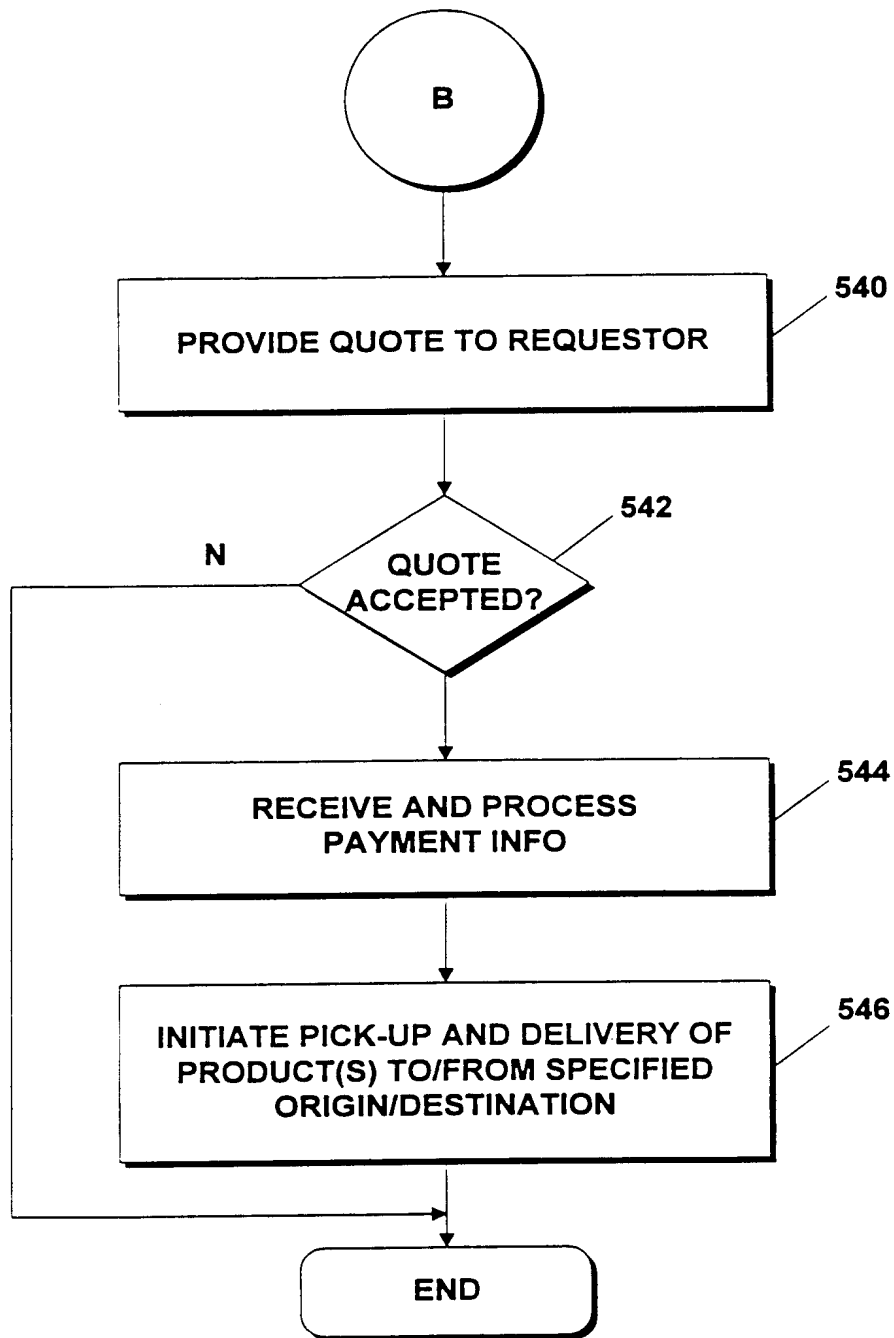 B
540
PROVIDE QUOTE TO REQUESTOR
542
N
QUOTE
ACCEPTED?
544
RECEIVE AND PROCESS
PAYMENT INFO
546
INITIATE PICK-UP AND DELIVERY OF
PRODUCT(S) TO/FROM SPECIFIED
ORIGIN/DESTINATION
END